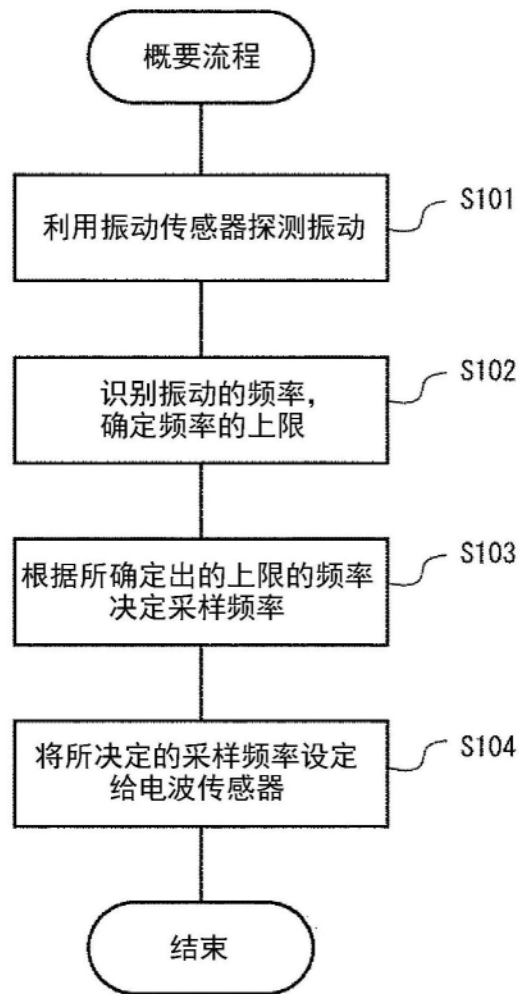 概要流程
利用振动传感器探测振动
S101
识别振动的频率，
确定频率的上限
S102
根据所确定出的上限的频率
决定采样频率
S103
将所决定的采样频率设定
给电波传感器
S104
结束